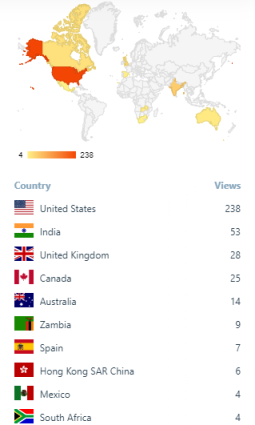 4 238
Country Views
United States 238
India 53
United Kingdom 28
Canada 25
Australia 14
Zambia 9
Spain 7
Hong Kong SAR China 6
Mexico 4
South Africa 4